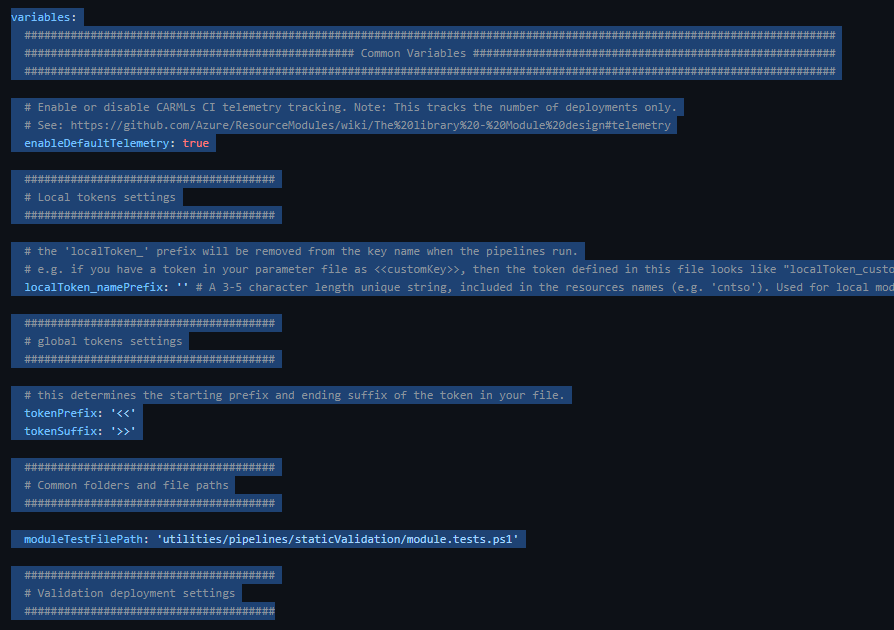 variables:
###########################################################################################################################
################################################## Common Variables #######################################################
###########################################################################################################################
# Enable or disable CARMLs CI telemetry tracking. Note: This tracks the number of deployments only.
# See: https://github.com/Azure/ResourceModules/wiki/The%20library%20-%20Module%20design#telemetry
enableDefaultTelemetry: true
######################################
# Local tokens settings
######################################
# the 'localToken_' prefix will be removed from the key name when the pipelines run.
# e.g. if you have a token in your parameter file as <<customKey>>, then the token defined in this file looks like "localToken_custo
localToken_namePrefix: '' # A 3-5 character length unique string, included in the resources names (e.g. 'cntso'). Used for local mod
######################################
# global tokens settings
######################################
# this determines the starting prefix and ending suffix of the token in your file.
tokenPrefix: '<<'
tokenSuffix: '>>'
######################################
# Common folders and file paths
######################################
moduleTestFilePath: 'utilities/pipelines/staticValidation/module.tests.ps1'
######################################
# Validation deployment settings
######################################